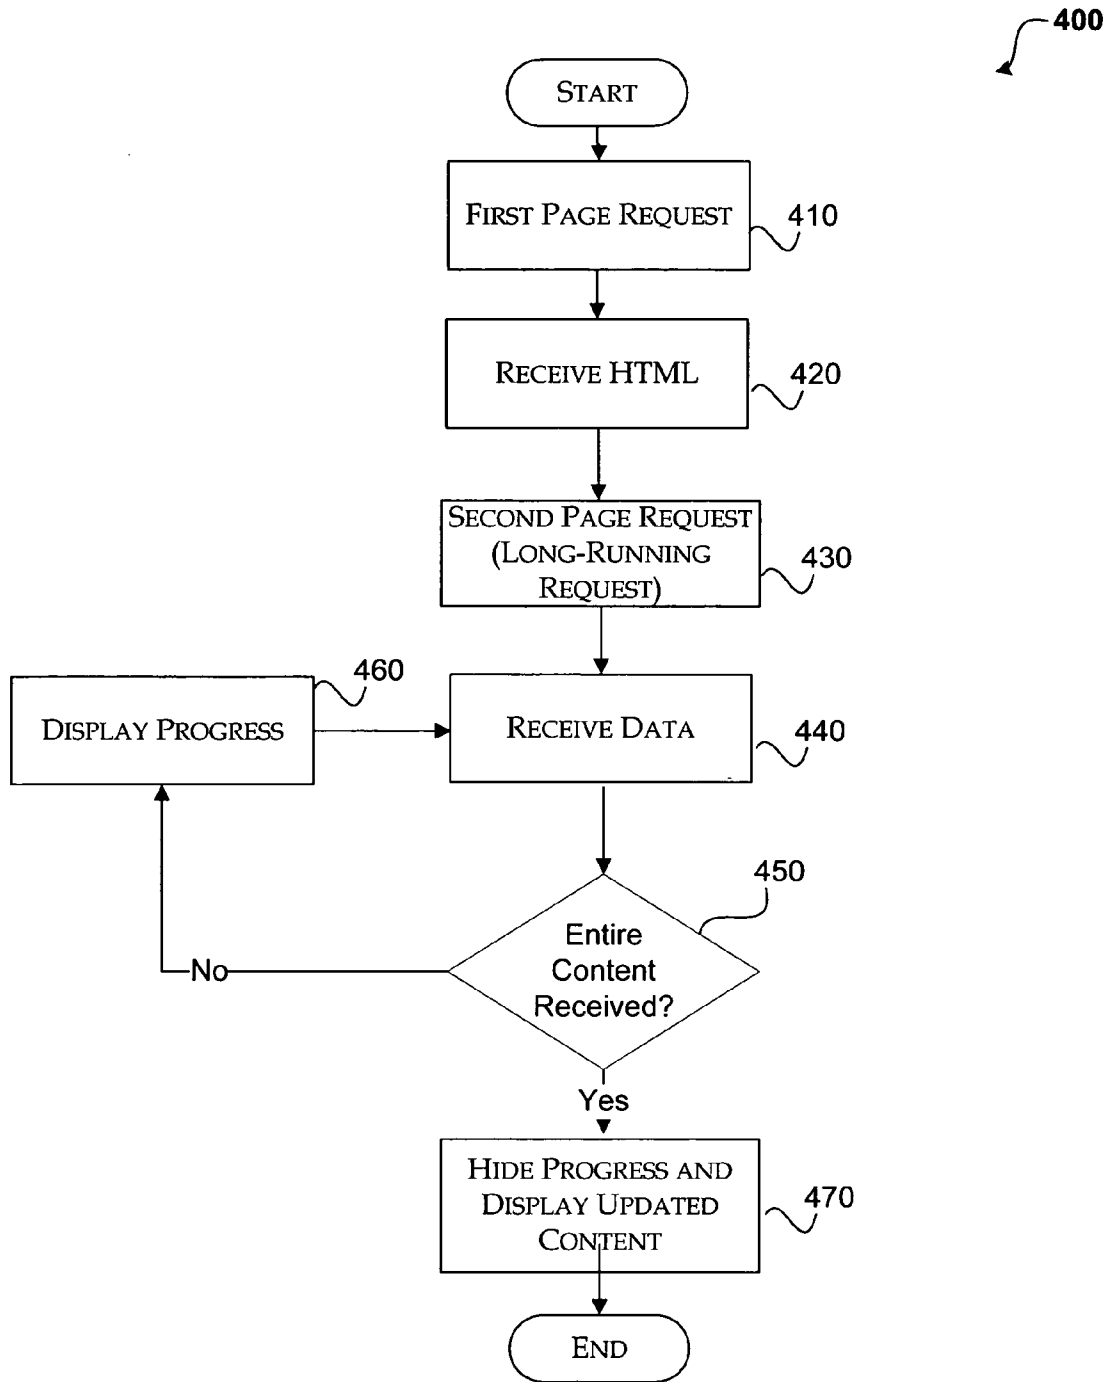 400
START
FIRST PAGE REQUEST
410
RECEIVE HTML
420
SECOND PAGE REQUEST
(LONG-RUNNING
REQUEST)
430
460
DISPLAY PROGRESS
RECEIVE DATA
440
450
Entire
Content
Received?
No
Yes
HIDE PROGRESS AND
DISPLAY UPDATED
CONTENT
470
END